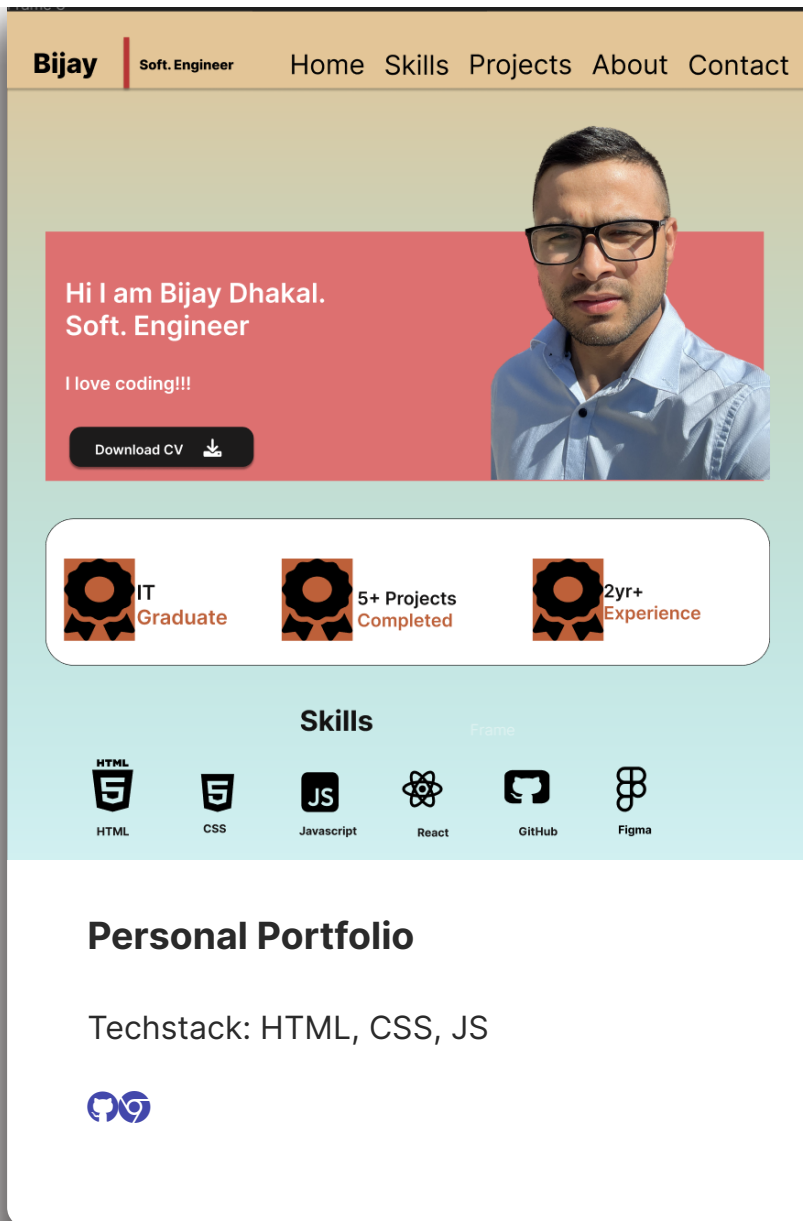 Bijay
Soft. Engineer
Home Skills Projects About Contact
Hi I am Bijay Dhakal.
Soft. Engineer
I love coding!!!
Download CV
IT
Graduate
5+ Projects
Completed
2yr+
Experience
Skills
Frame
HTML
5
5
JS
HTML
CSS
Javascript
React
GitHub
Figma
Personal Portfolio
Techstack: HTML, CSS, JS